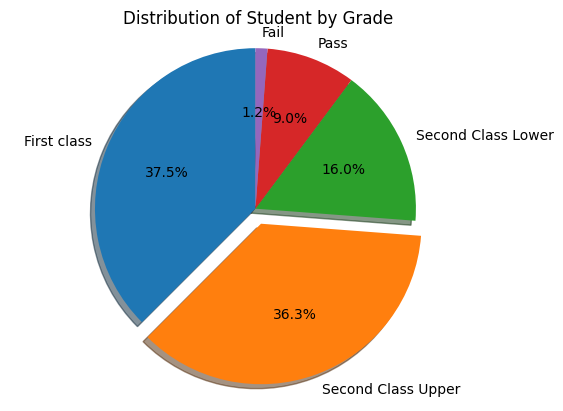 Distribution of Student by Grade
Fail
Pass
First class
Second Class Lower
Second Class Upper
1.2%
9.0%
37.5%
16.0%
36.3%